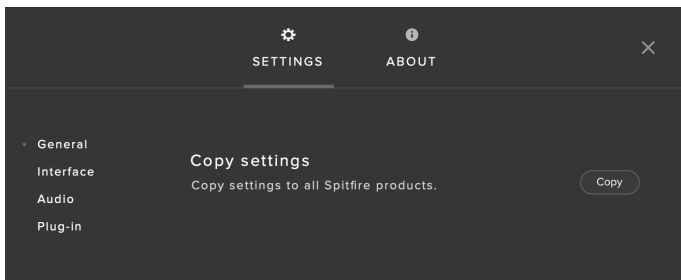 SETTINGS
ABOUT
General
Interface
Audio
Plug-in
Copy settings
Copy settings to all Spitfire products.
Copy